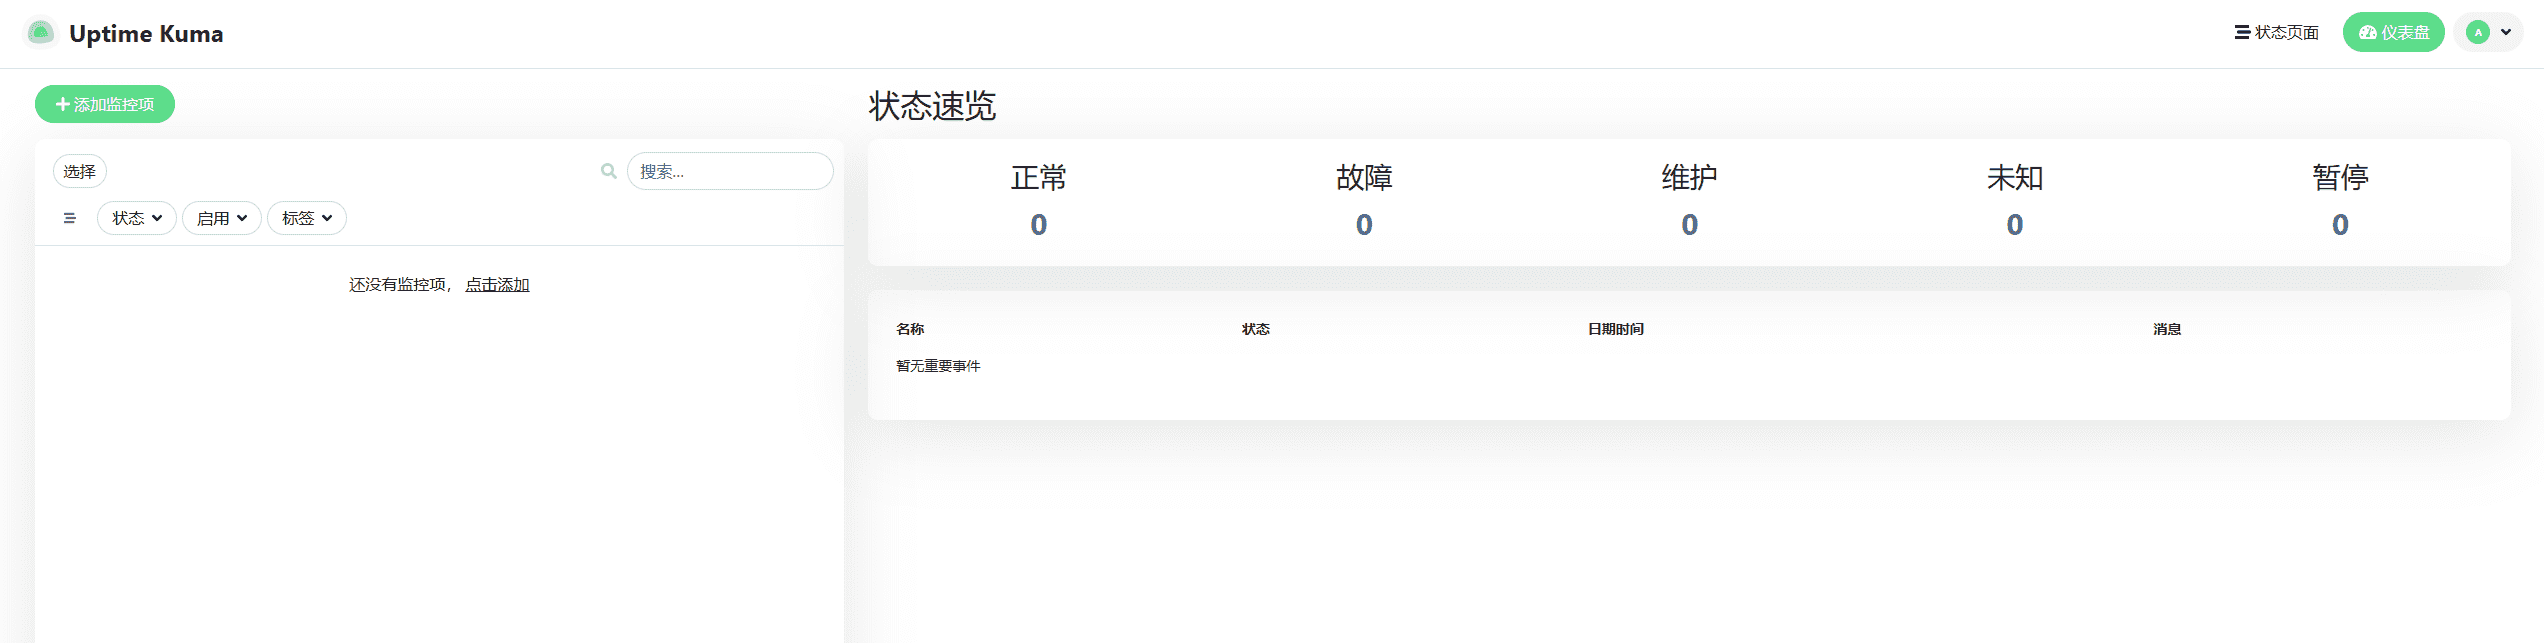 Uptime Kuma
状态页面
仪表盘
A
添加监控项
选择
搜索...
状态
启用
标签
还没有监控项， 点击添加
状态速览
正常 故障 维护 未知 暂停
0 0 0 0 0
名称 状态 日期时间 消息
暂无重要事件